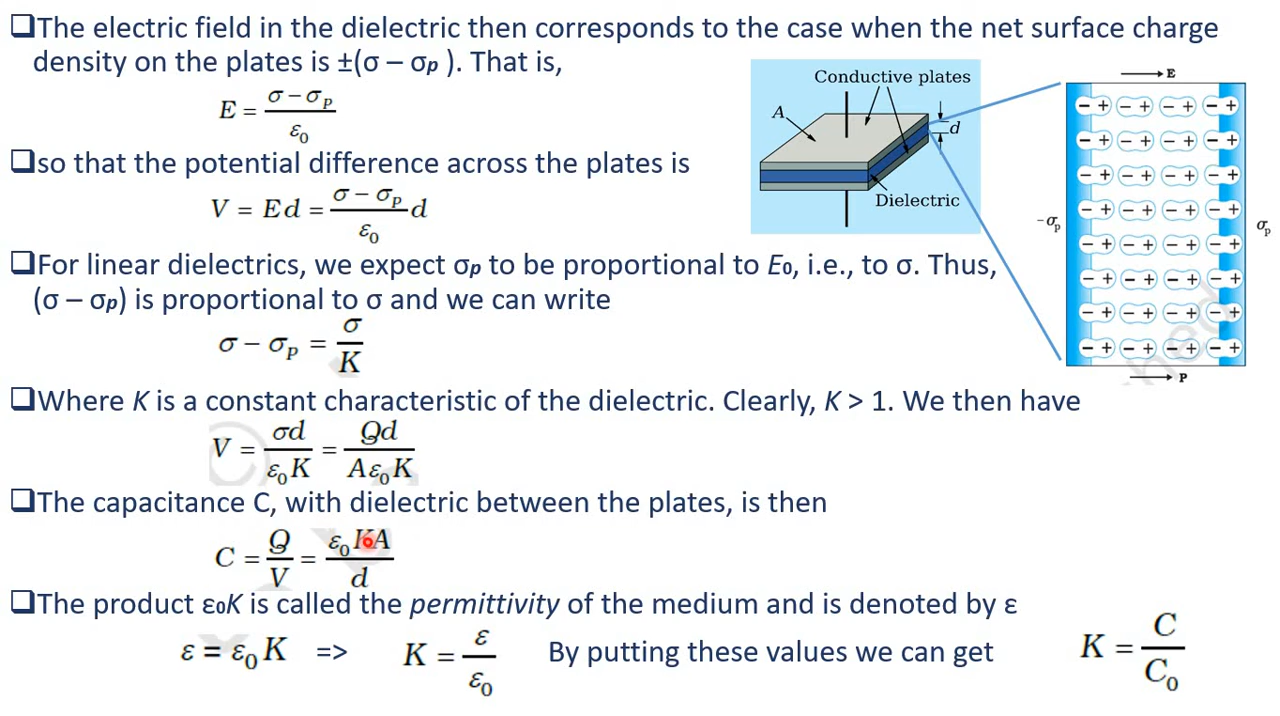 ❑The electric field in the dielectric then corresponds to the case when the net surface charge
density on the plates is ±(σ – σp ). That is,
E = (σ – σp)/ε₀
❑so that the potential difference across the plates is
V = Ed = (σ – σp)/ε₀ d
❑For linear dielectrics, we expect σp to be proportional to E₀, i.e., to σ. Thus,
(σ – σp) is proportional to σ and we can write
σ – σp = σ/K
❑Where K is a constant characteristic of the dielectric. Clearly, K > 1. We then have
V = σd/ε₀K = Qd/Aε₀K
❑The capacitance C, with dielectric between the plates, is then
C = Q/V = ε₀KA/d
❑The product ε₀K is called the permittivity of the medium and is denoted by ε
ε = ε₀ K => K = ε/ε₀ By putting these values we can get K = C/C₀
Conductive plates
A
d
Dielectric
E
– + – + – + – +
– + – + – + – +
– + – + – + – +
– + – + – + – +
– + – + – + – +
– + – + – + – +
– + – + – + – +
– + – + – + – +
-σp
σp
P